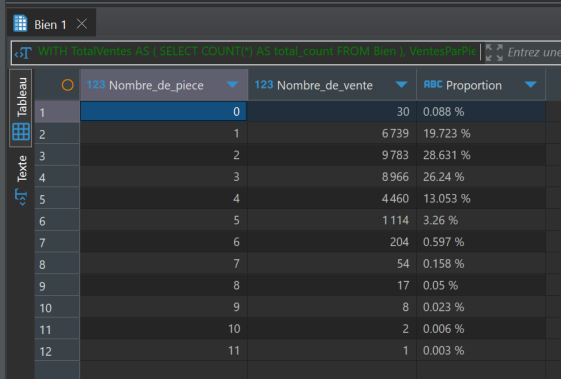 Bien 1
WITH TotalVentes AS ( SELECT COUNT(*) AS total_count FROM Bien ), VentesParPie Entrez une
Tableau
Texte
123 Nombre_de_piece 123 Nombre_de_vente ABC Proportion
1 0 30 0.088 %
2 1 6 739 19.723 %
3 2 9 783 28.631 %
4 3 8 966 26.24 %
5 4 4 460 13.053 %
6 5 1 114 3.26 %
7 6 204 0.597 %
8 7 54 0.158 %
9 8 17 0.05 %
10 9 8 0.023 %
11 10 2 0.006 %
12 11 1 0.003 %